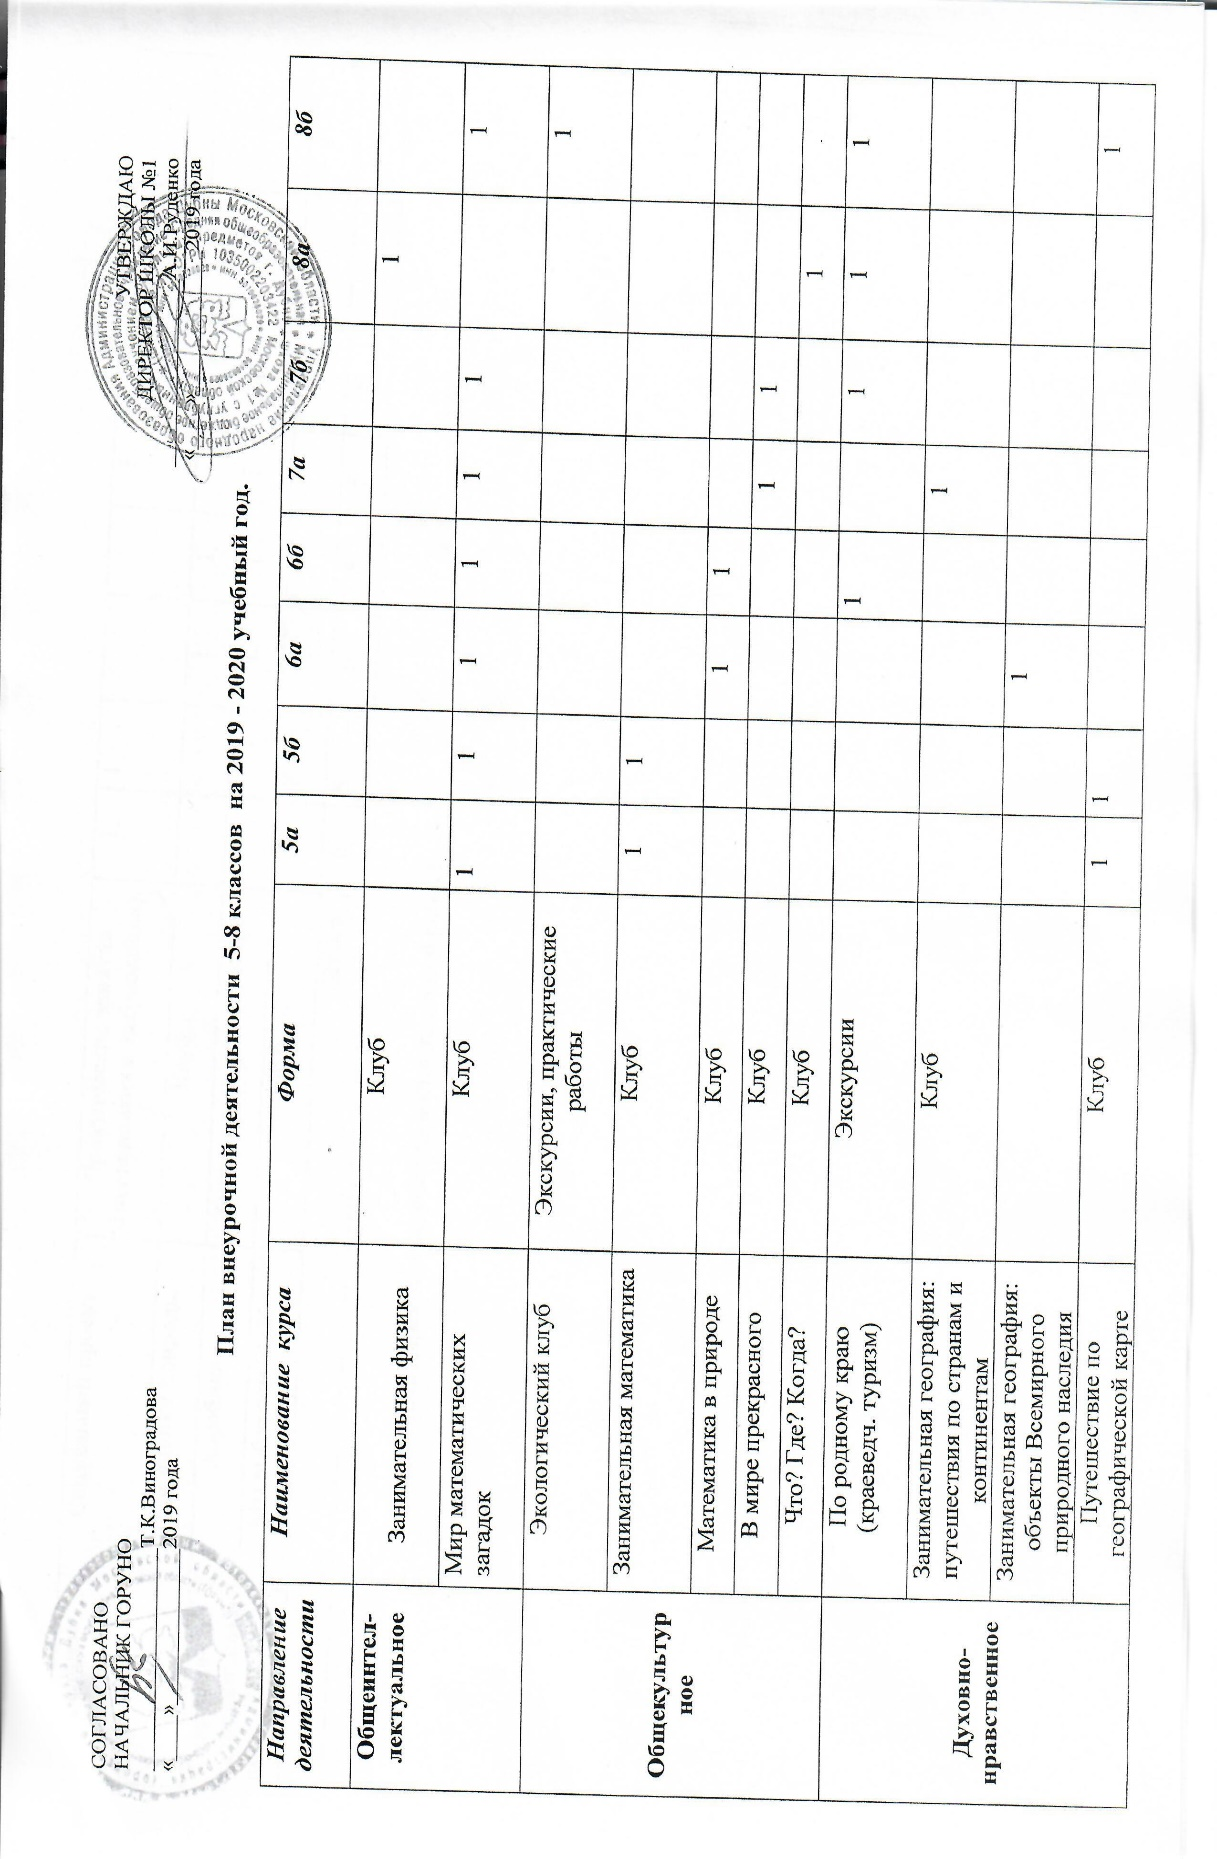 СОГЛАСОВАНО
НАЧАЛЬНИК ГОРУНО
Т.К.Виноградова
«___»________ 2019 года
УТВЕРЖДАЮ
ДИРЕКТОР ШКОЛЫ №1
А.И.Руденко
«___»________ 2019 года
План внеурочной деятельности 5-8 классов на 2019 - 2020 учебный год.
Направление деятельности Наименование курса Форма 5а 5б 6а 6б 7а 7б 8а 8б
Общеинтел-
лектуальное
Занимательная физика Клуб 1
Мир математических
загадок
Клуб 1 1 1 1 1 1 1
Общекультур
ное
Экологический клуб Экскурсии, практические
работы
1
Занимательная математика Клуб 1 1
Математика в природе Клуб 1 1
В мире прекрасного Клуб 1 1
Что? Где? Когда? Клуб 1
Духовно-
нравственное
По родному краю
(краеведч. туризм)
Экскурсии 1 1 1 1
Занимательная география:
путешествия по странам и
континентам
Клуб 1
Занимательная география:
объекты Всемирного
природного наследия
1
Путешествие по
географической карте
Клуб 1 1 1